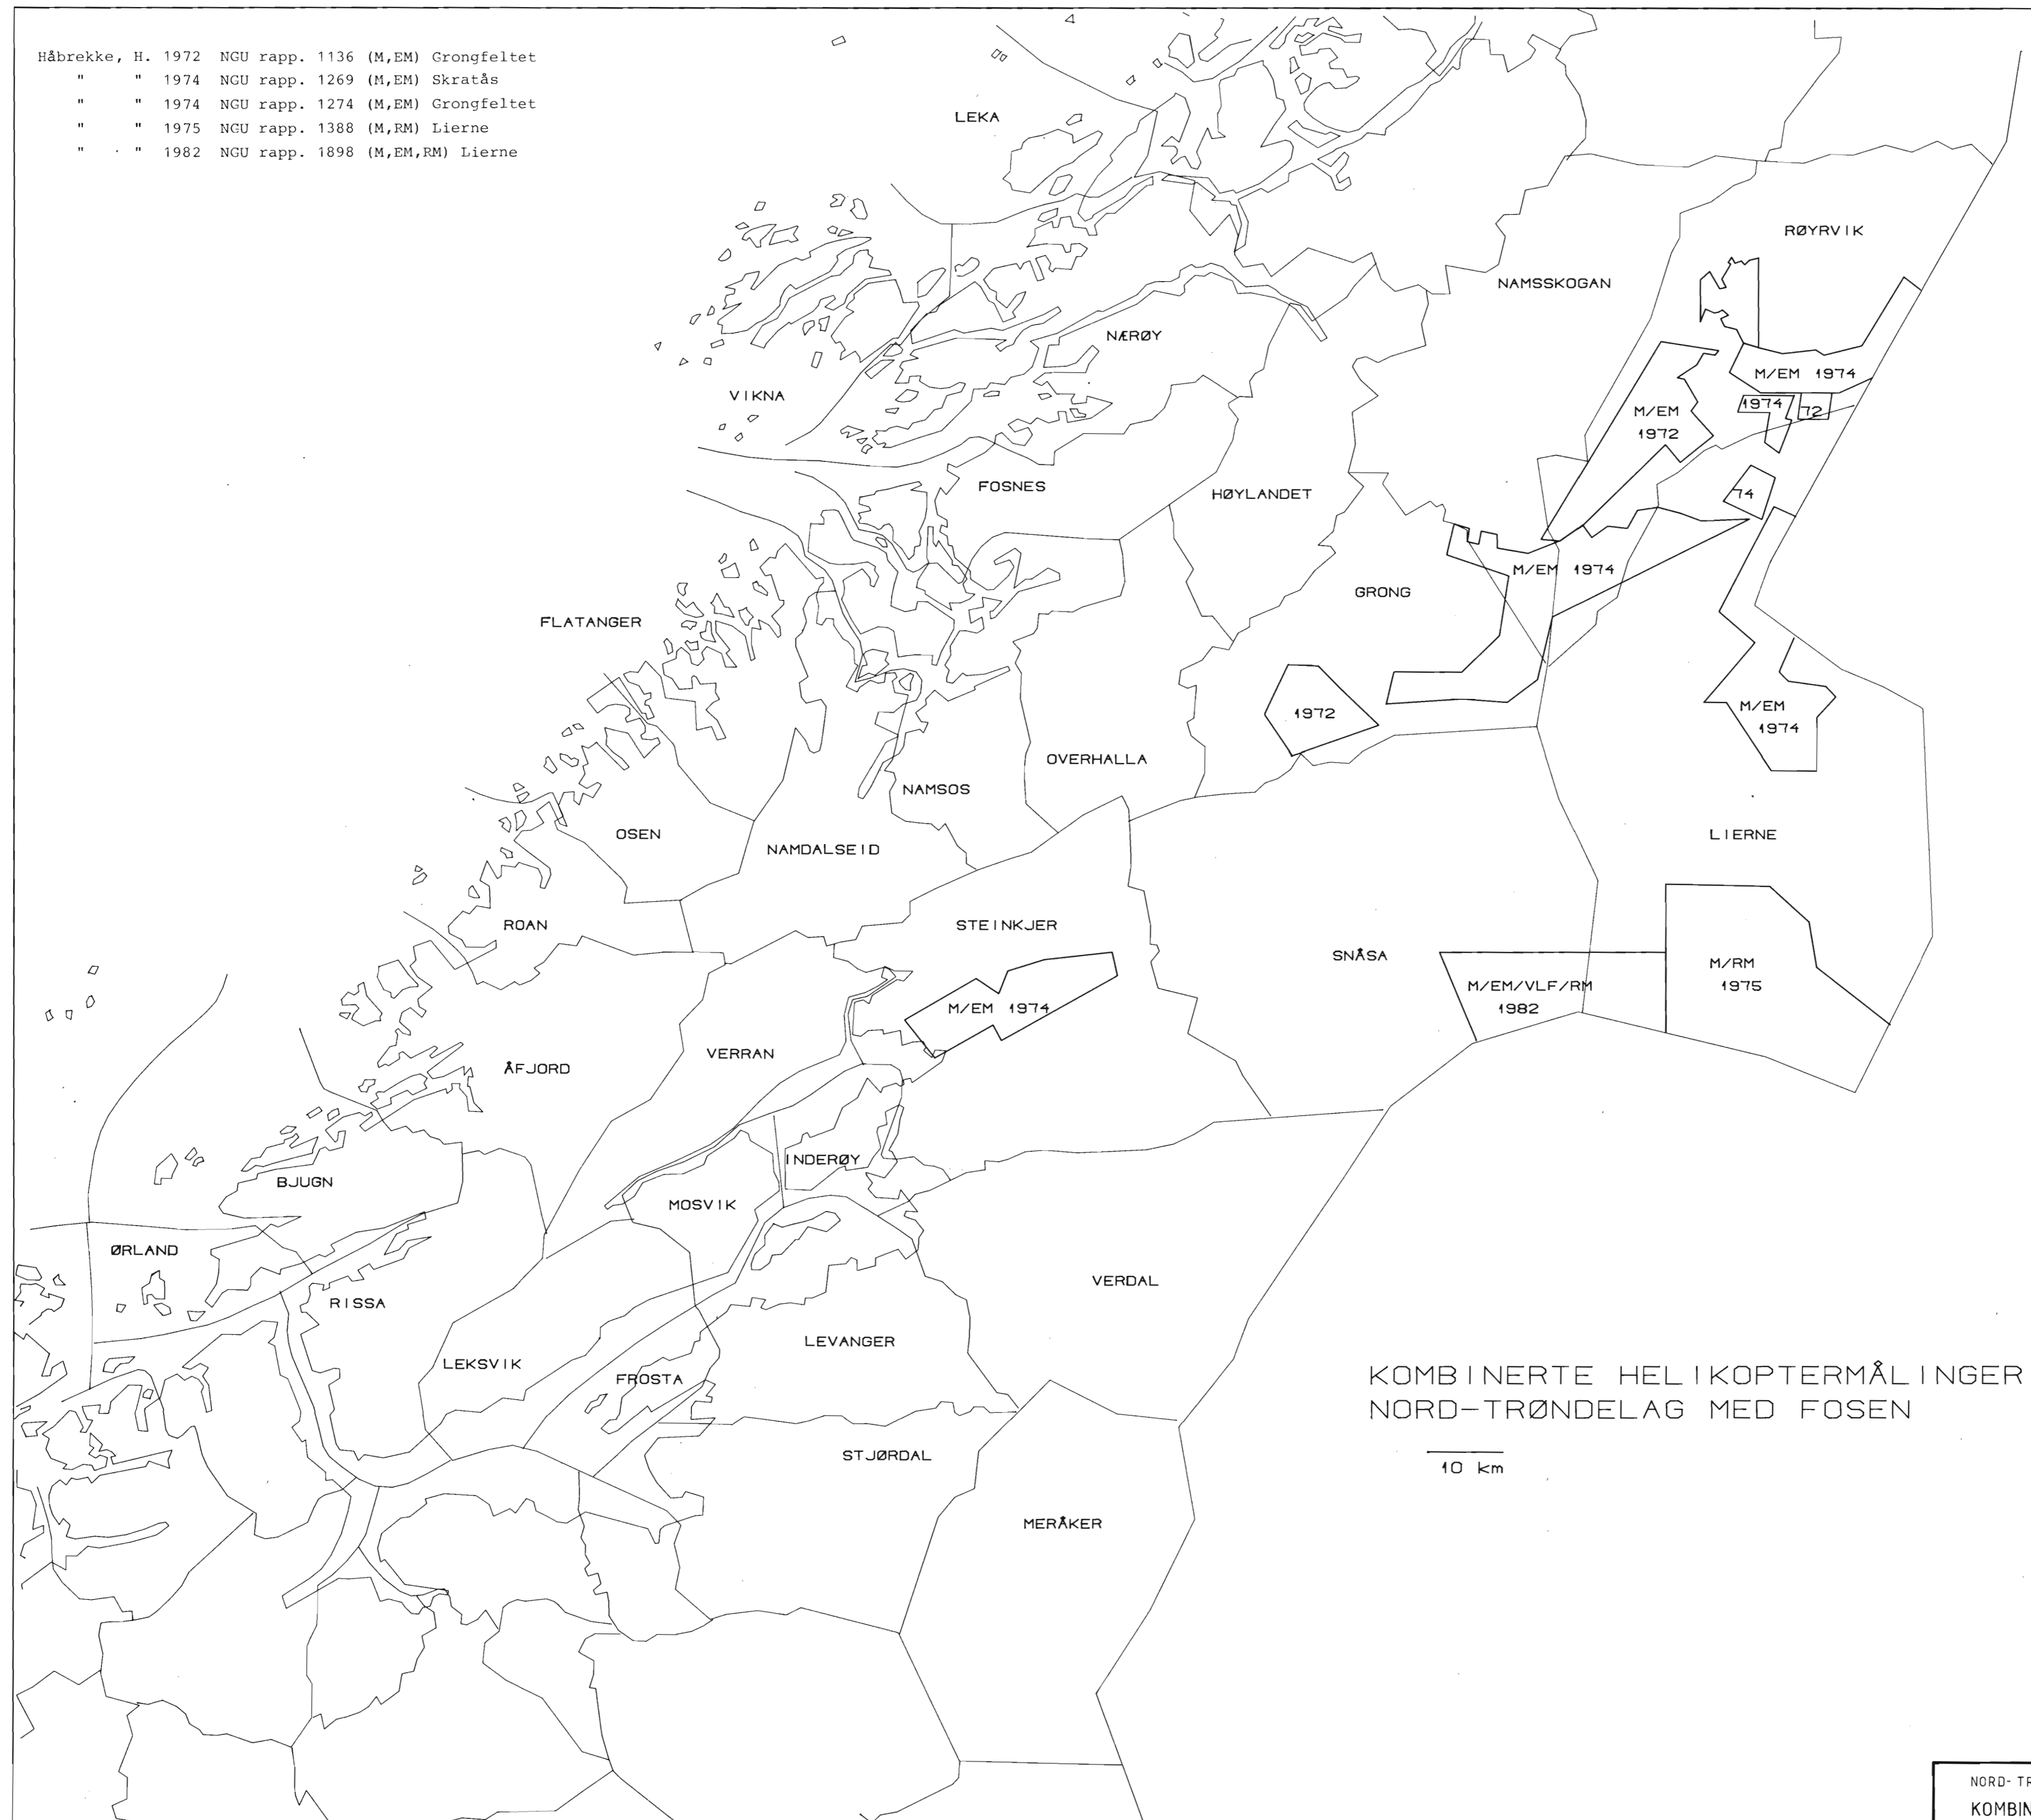 Håbrekke, H. 1972 NGU rapp. 1136 (M,EM) Grongfeltet
" " 1974 NGU rapp. 1269 (M,EM) Skratås
" " 1974 NGU rapp. 1274 (M,EM) Grongfeltet
" " 1975 NGU rapp. 1388 (M,RM) Lierne
" " 1982 NGU rapp. 1898 (M,EM,RM) Lierne
LEKA
RØYRVIK
NAMSSKOGAN
NÆRØY
M/EM 1974
VIKNA
1974
72
M/EM
1972
FOSNES
HØYLANDET
74
M/EM 1974
GRONG
FLATANGER
M/EM
1974
1972
OVERHALLA
NAMSOS
OSEN
LIERNE
NAMDALSEID
ROAN
STEINKJER
SNÅSA
M/RM
1975
M/EM/VLF/RM
1982
M/EM 1974
VERRAN
ÅFJORD
INDERØY
BJUGN
MOSVIK
ØRLAND
VERDAL
RISSA
LEVANGER
LEKSVIK
FROSTA
KOMBINERTE HELIKOPTERMÅLINGER
NORD-TRØNDELAG MED FOSEN
10 km
STJØRDAL
MERÅKER
NORD-TR
KOMBIN